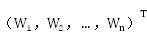 (W₁, W₂, …, Wₙ)ᵀ